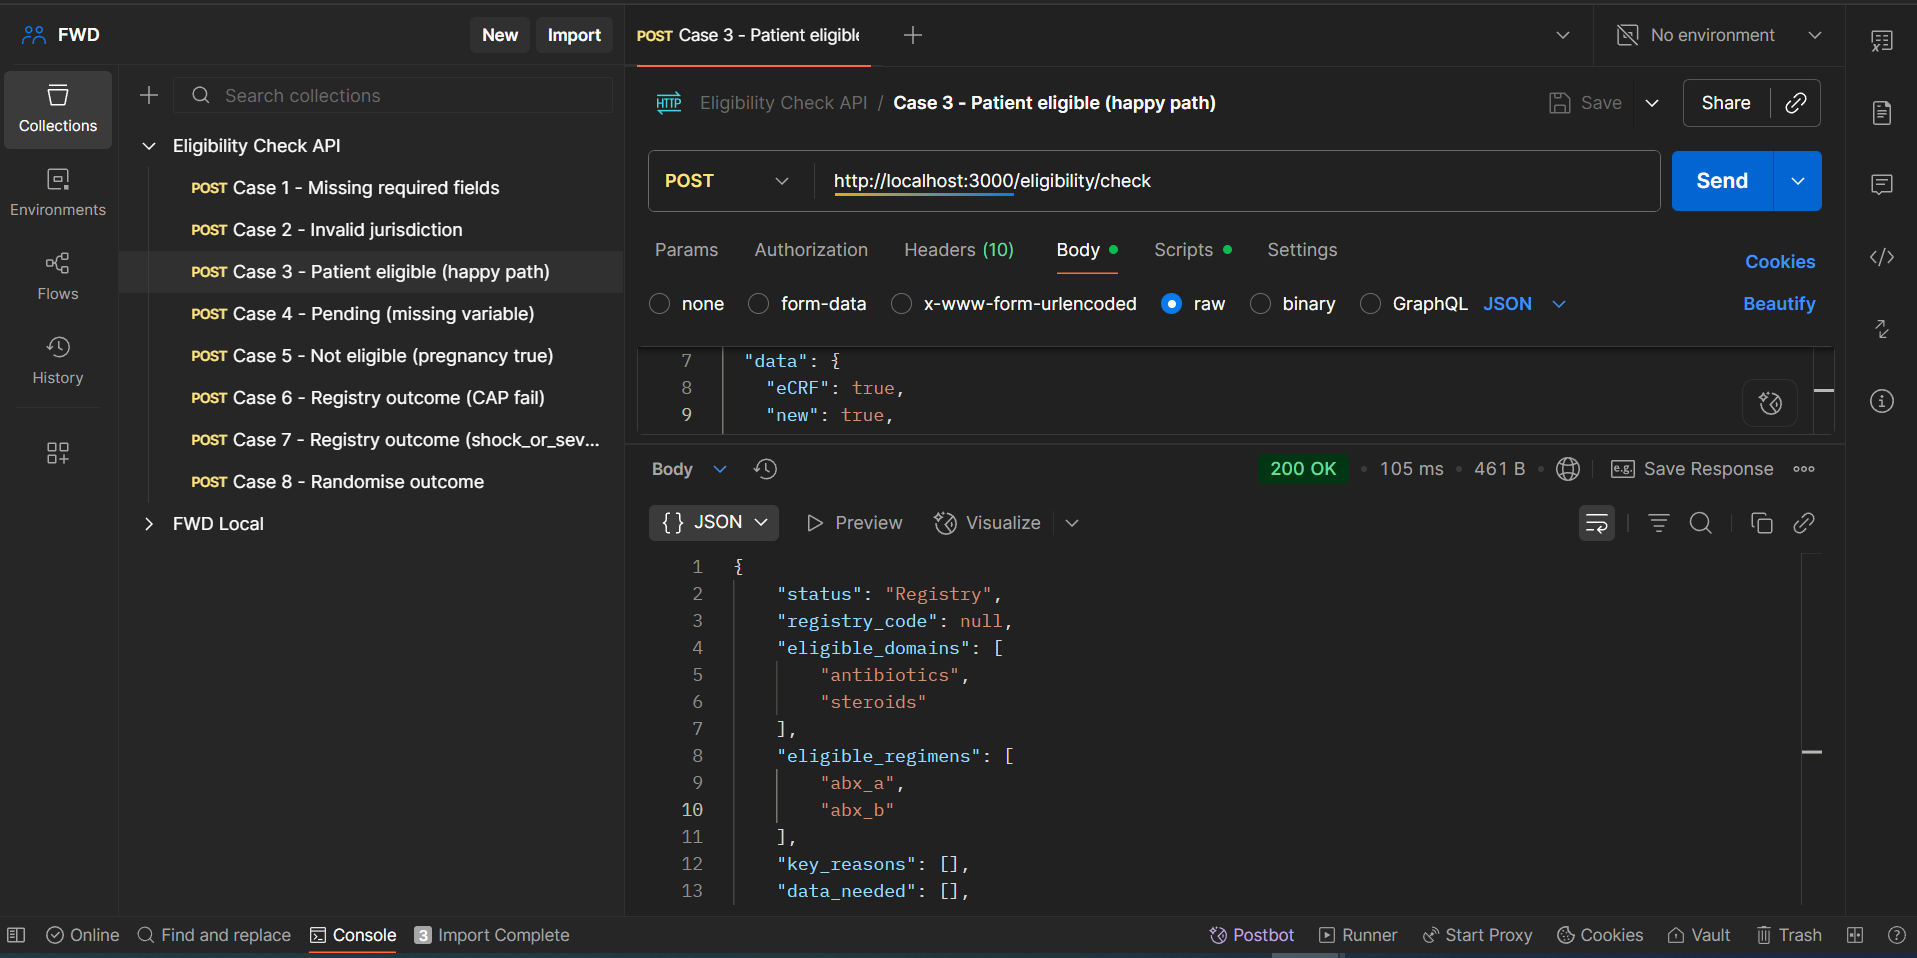 FWD
New
Import
POST Case 3 - Patient eligible
No environment
Collections
Environments
Flows
History
Search collections
Eligibility Check API
POST Case 1 - Missing required fields
POST Case 2 - Invalid jurisdiction
POST Case 3 - Patient eligible (happy path)
POST Case 4 - Pending (missing variable)
POST Case 5 - Not eligible (pregnancy true)
POST Case 6 - Registry outcome (CAP fail)
POST Case 7 - Registry outcome (shock_or_sev...
POST Case 8 - Randomise outcome
FWD Local
HTTP Eligibility Check API / Case 3 - Patient eligible (happy path)
Save
Share
POST http://localhost:3000/eligibility/check
Send
Params Authorization Headers (10) Body Scripts Settings
Cookies
none form-data x-www-form-urlencoded raw binary GraphQL JSON
Beautify
7 "data": {
8 "eCRF": true,
9 "new": true,
Body
200 OK • 105 ms • 461 B •
e.g. Save Response
{} JSON Preview Visualize
1 {
2 "status": "Registry",
3 "registry_code": null,
4 "eligible_domains": [
5 "antibiotics",
6 "steroids"
7 ],
8 "eligible_regimens": [
9 "abx_a",
10 "abx_b"
11 ],
12 "key_reasons": [],
13 "data_needed": [],
Online
Find and replace
Console
3 Import Complete
Postbot
Runner
Start Proxy
Cookies
Vault
Trash